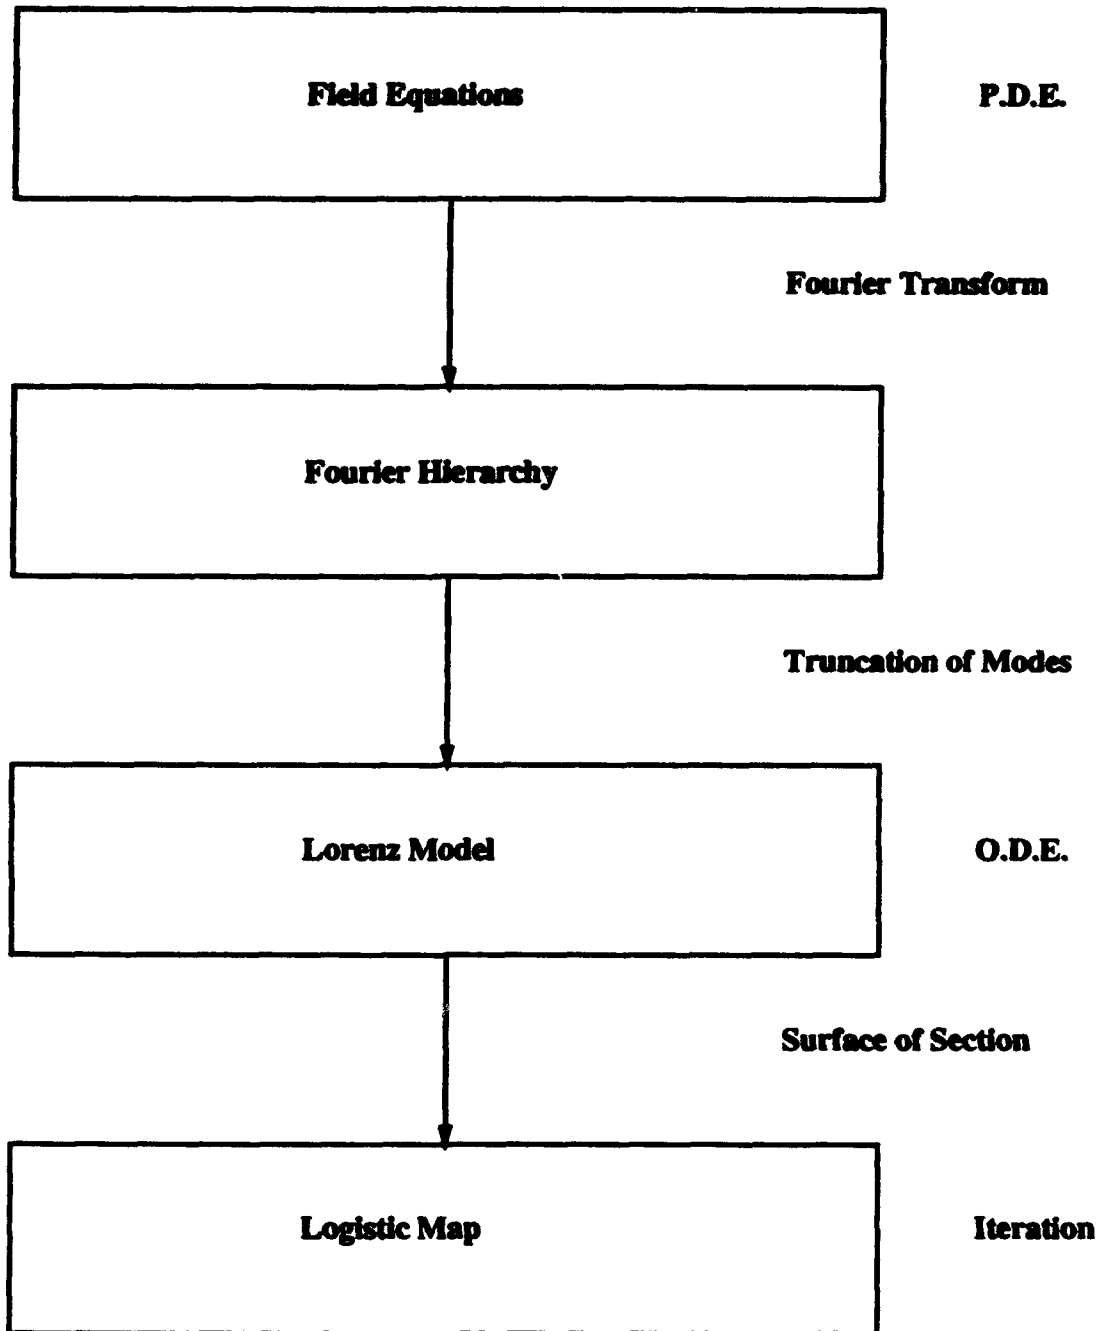 Field Equations
P.D.E.
Fourier Transform
Fourier Hierarchy
Truncation of Modes
Lorenz Model
O.D.E.
Surface of Section
Logistic Map
Iteration